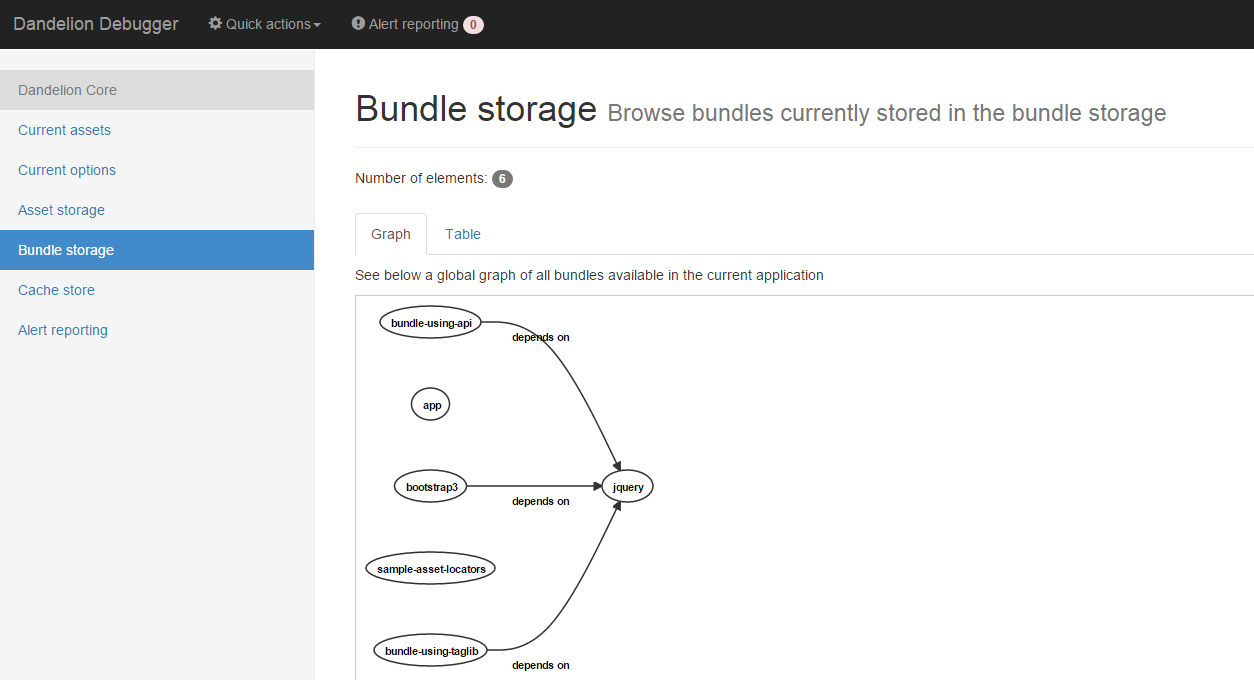 Dandelion Debugger Quick actions Alert reporting 0
Dandelion Core
Current assets
Current options
Asset storage
Bundle storage
Cache store
Alert reporting
Bundle storage Browse bundles currently stored in the bundle storage
Number of elements: 6
Graph Table
See below a global graph of all bundles available in the current application
bundle-using-api
depends on
app
bootstrap3
jquery
depends on
sample-asset-locators
bundle-using-taglib
depends on